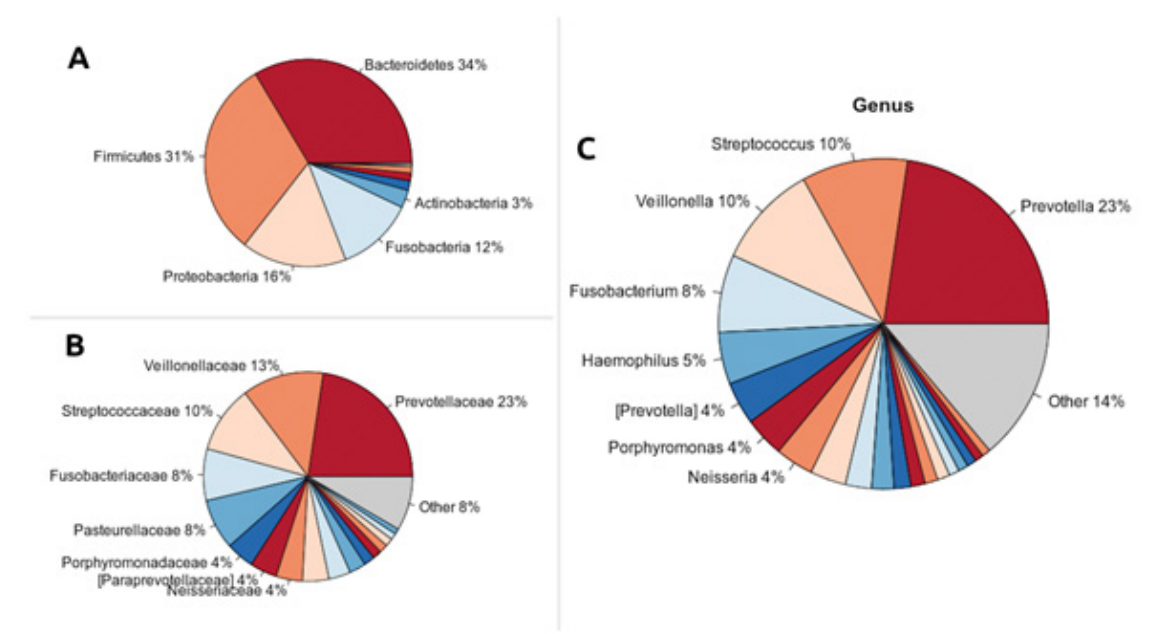 A
Bacteroidetes 34%
Firmicutes 31%
Actinobacteria 3%
Fusobacteria 12%
Proteobacteria 16%
B
Veillonellaceae 13%
Prevotellaceae 23%
Streptococcaceae 10%
Fusobacteriaceae 8%
Other 8%
Pasteurellaceae 8%
Porphyromonadaceae 4%
[Paraprevotellaceae] 4%
Neisseriaceae 4%
Genus
C
Streptococcus 10%
Veillonella 10%
Prevotella 23%
Fusobacterium 8%
Haemophilus 5%
Other 14%
[Prevotella] 4%
Porphyromonas 4%
Neisseria 4%